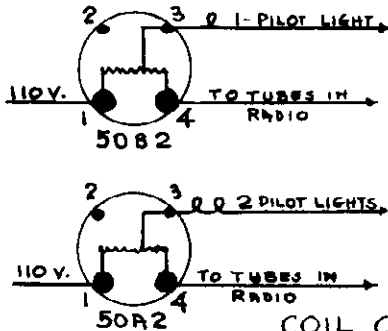 2 3 1-PILOT LIGHT
110V. TO TUBES IN
RADIO
1 4
50B2
2 3 2 PILOT LIGHTS
110 V. TO TUBES IN
RADIO
1 4
50A2
COIL